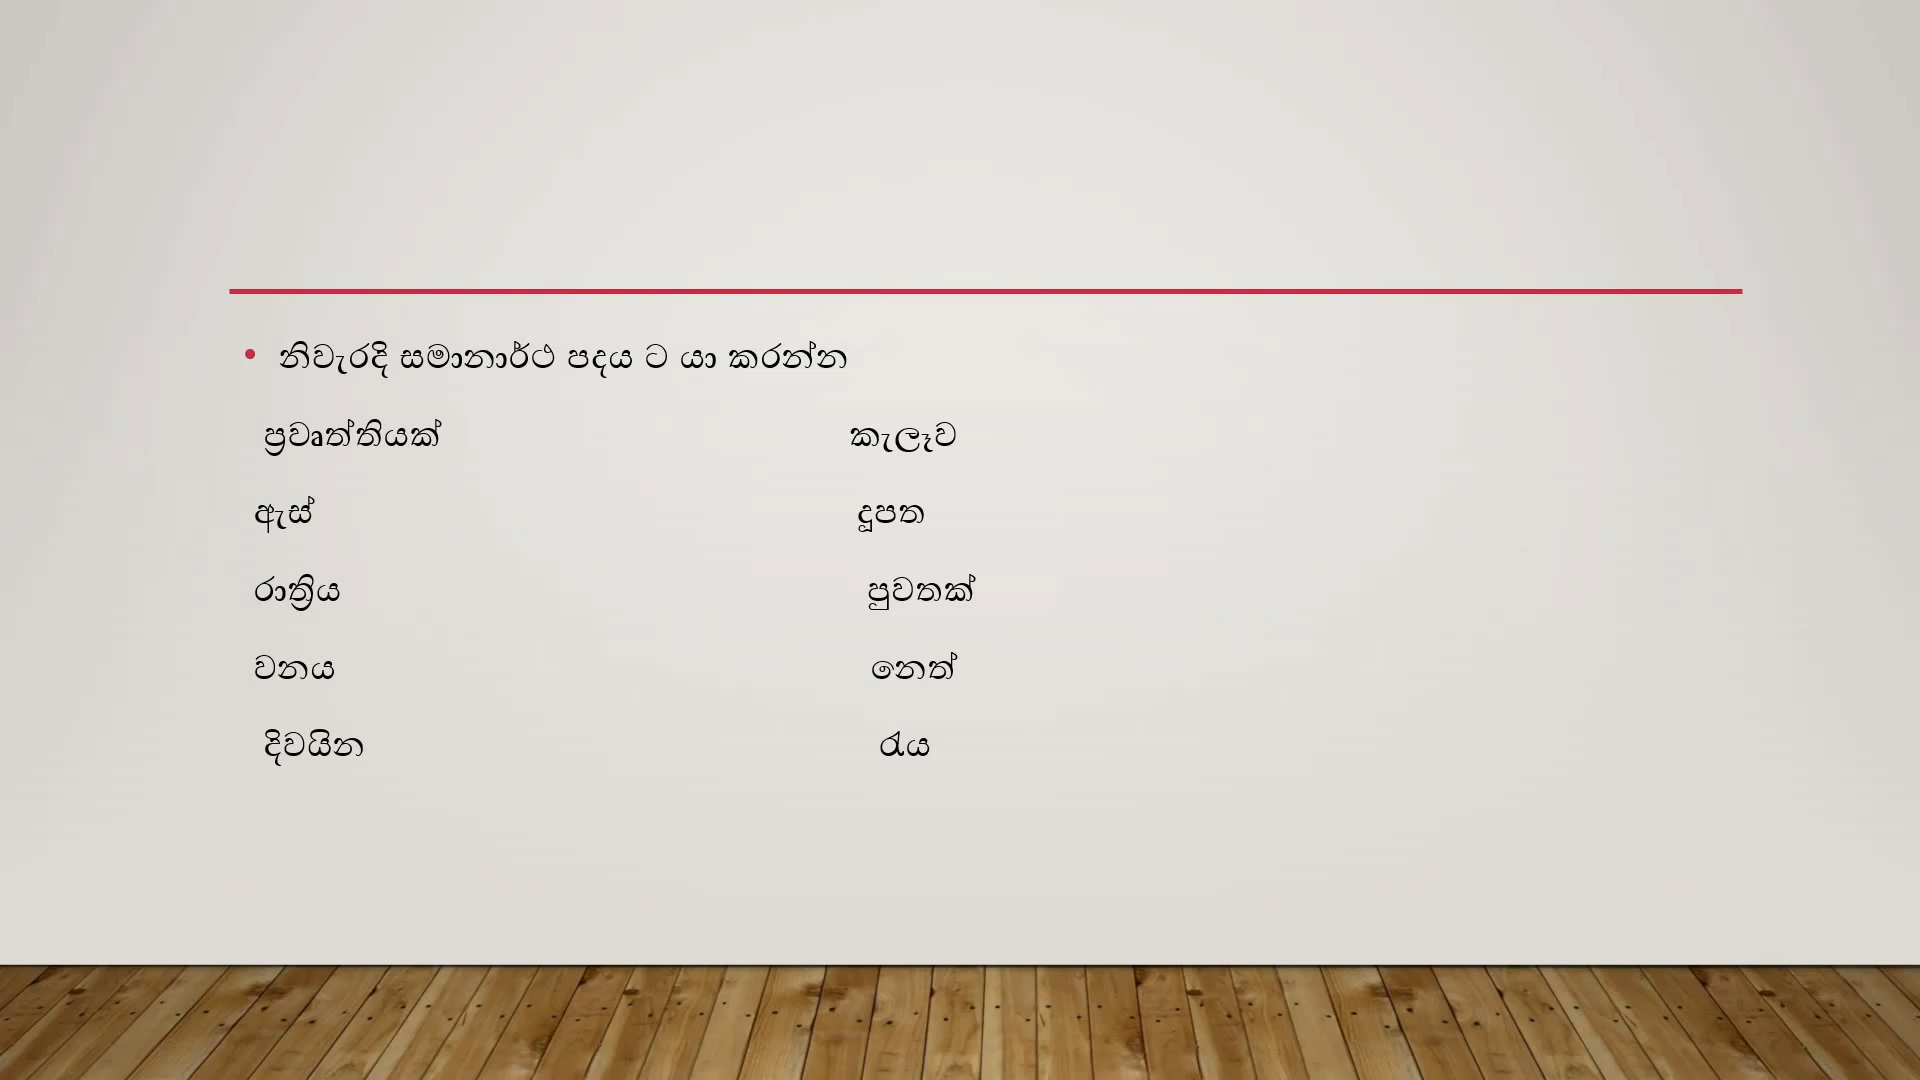 • නිවැරදි සමානාර්ථ පදය ට යා කරන්න
ප්‍රවෘත්තියක් කැලෑව
ඇස් දූපත
රාත්‍රිය පුවතක්
වනය නෙත්
දිවයින රෑය